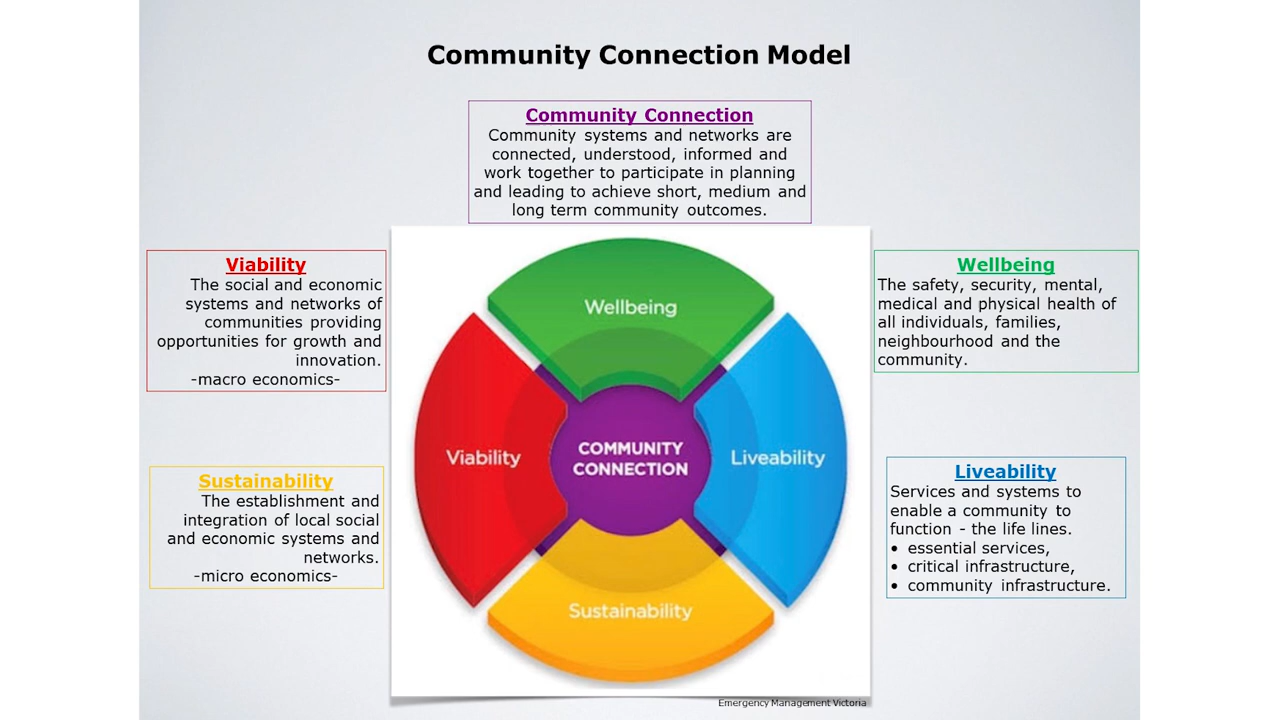 Community Connection Model
Community Connection
Community systems and networks are
connected, understood, informed and
work together to participate in planning
and leading to achieve short, medium and
long term community outcomes.
Viability
The social and economic
systems and networks of
communities providing
opportunities for growth and
innovation.
-macro economics-
Wellbeing
The safety, security, mental,
medical and physical health of
all individuals, families,
neighbourhood and the
community.
Sustainability
The establishment and
integration of local social
and economic systems and
networks.
-micro economics-
Liveability
Services and systems to
enable a community to
function - the life lines.
• essential services,
• critical infrastructure,
• community infrastructure.
Wellbeing
Viability
COMMUNITY
CONNECTION
Liveability
Sustainability
Emergency Management Victoria